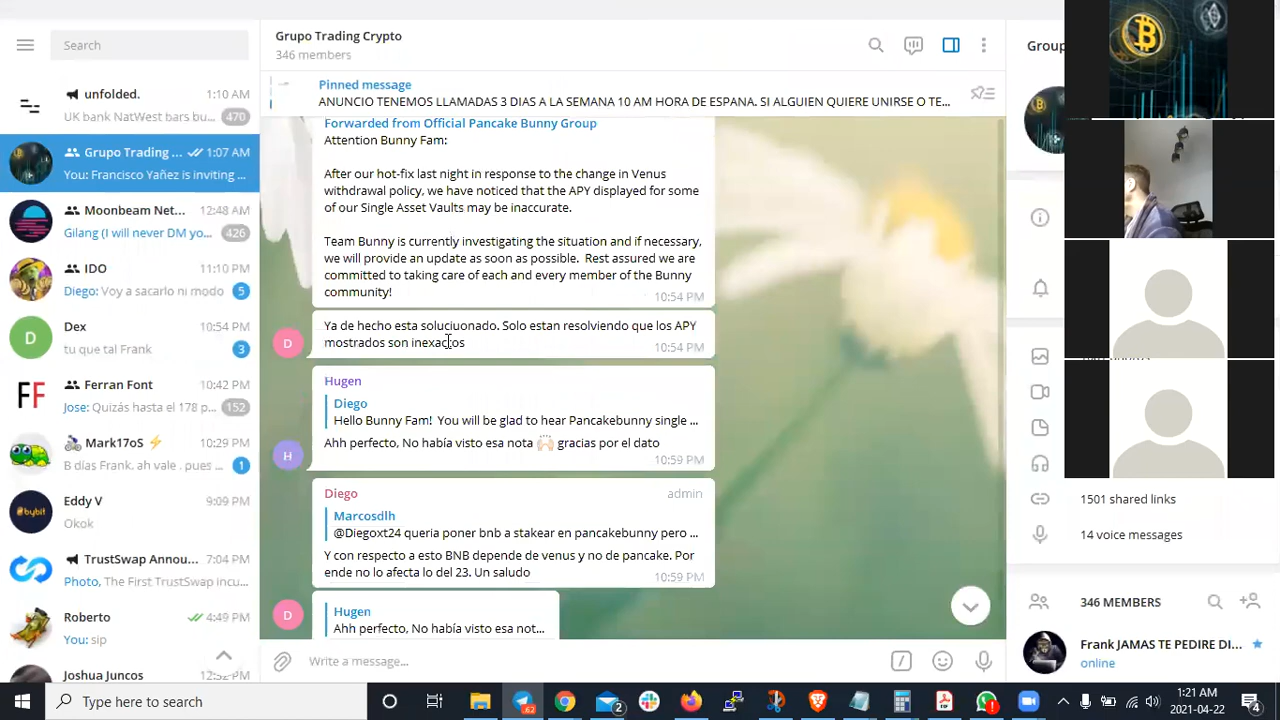 Search
unfolded.
1:10 AM
UK bank NatWest bars bu...
470
Grupo Trading ...
1:07 AM
You: Francisco Yañez is inviting ...
Moonbeam Net...
12:48 AM
Gilang (I will never DM yo...
426
IDO
11:10 PM
Diego: Voy a sacarlo ni modo
5
Dex
10:54 PM
tu que tal Frank
3
Ferran Font
10:42 PM
Jose: Quizás hasta el 178 p...
152
Mark17oS ⚡
10:29 PM
B días Frank. ah vale . pues ...
1
Eddy V
9:09 PM
Okok
TrustSwap Annou...
7:04 PM
Photo, The First TrustSwap incu...
Roberto
4:49 PM
You: sip
Joshua Juncos
12:52 PM
Grupo Trading Crypto
346 members
Pinned message
ANUNCIO TENEMOS LLAMADAS 3 DIAS A LA SEMANA 10 AM HORA DE ESPANA. SI ALGUIEN QUIERE UNIRSE O TE...
Forwarded from Official Pancake Bunny Group
Attention Bunny Fam:
After our hot-fix last night in response to the change in Venus
withdrawal policy, we have noticed that the APY displayed for some
of our Single Asset Vaults may be inaccurate.
Team Bunny is currently investigating the situation and if necessary,
we will provide an update as soon as possible.  Rest assured we are
committed to taking care of each and every member of the Bunny
community!
10:54 PM
Ya de hecho esta soluciuonado. Solo estan resolviendo que los APY
mostrados son inexactos
10:54 PM
D
Hugen
Diego
Hello Bunny Fam!  You will be glad to hear Pancakebunny single ...
Ahh perfecto, No había visto esa nota 🙌🏻 gracias por el dato
10:59 PM
H
Diego
admin
Marcosdlh
@Diegoxt24 queria poner bnb a stakear en pancakebunny pero ...
Y con respecto a esto BNB depende de venus y no de pancake. Por
ende no lo afecta lo del 23. Un saludo
10:59 PM
D
Hugen
Ahh perfecto, No había visto esa not...
Write a message...
Group
1501 shared links
14 voice messages
346 MEMBERS
Frank JAMAS TE PEDIRE DI...
online
Type here to search
62
2
1:21 AM
2021-04-22
4